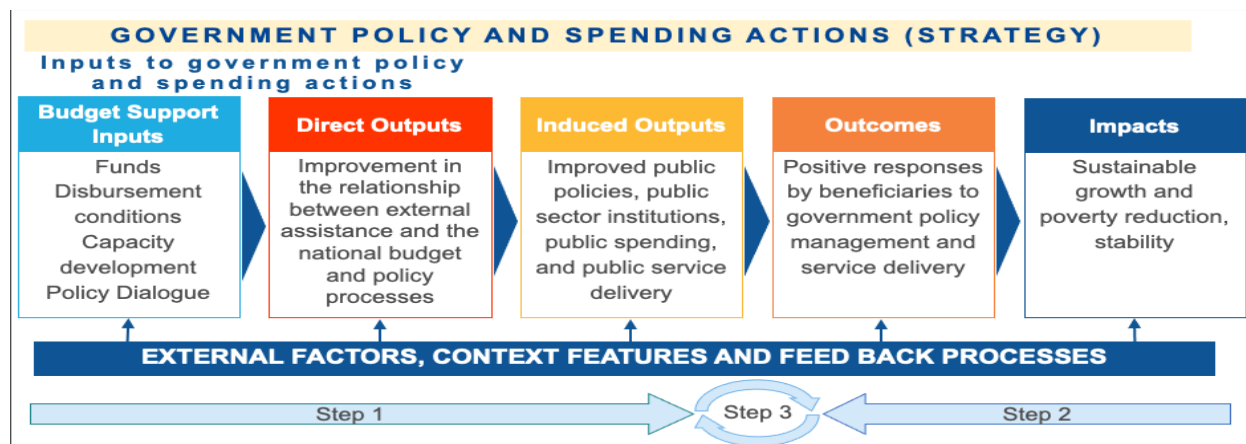 GOVERNMENT POLICY AND SPENDING ACTIONS (STRATEGY)
Inputs to government policy
and spending actions
Budget Support
Inputs
Funds
Disbursement
conditions
Capacity
development
Policy Dialogue
Direct Outputs
Improvement in
the relationship
between external
assistance and the
national budget
and policy
processes
Induced Outputs
Improved public
policies, public
sector institutions,
public spending,
and public service
delivery
Outcomes
Positive responses
by beneficiaries to
government policy
management and
service delivery
Impacts
Sustainable
growth and
poverty reduction,
stability
EXTERNAL FACTORS, CONTEXT FEATURES AND FEED BACK PROCESSES
Step 1
Step 3
Step 2